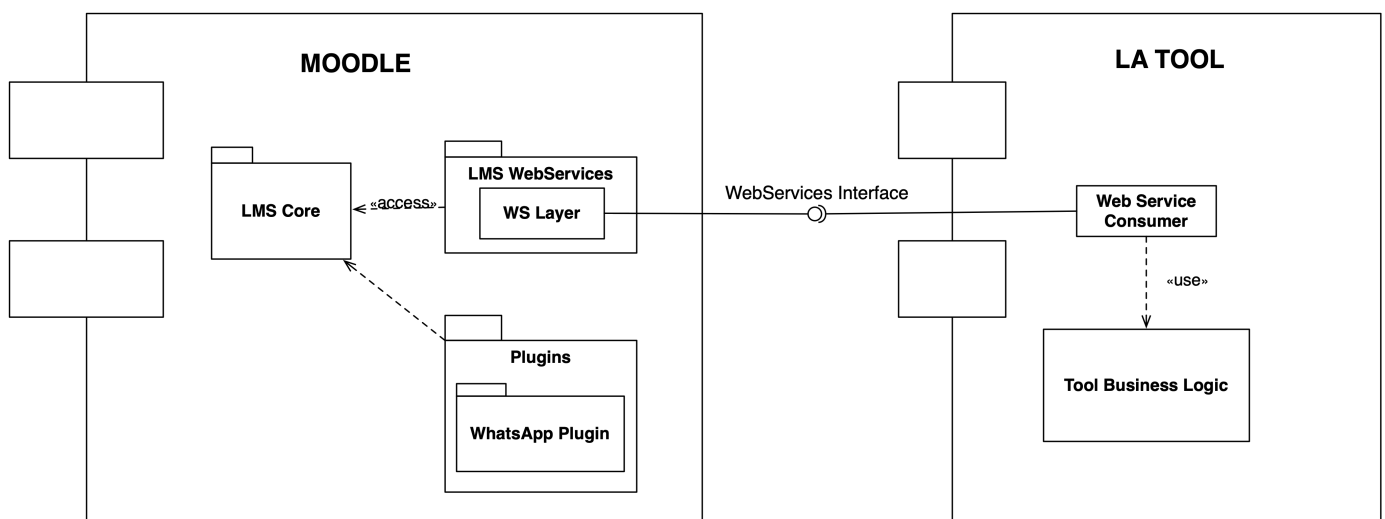 MOODLE
LA TOOL
LMS Core
«access»
LMS WebServices
WS Layer
WebServices Interface
Web Service
Consumer
«use»
Tool Business Logic
Plugins
WhatsApp Plugin